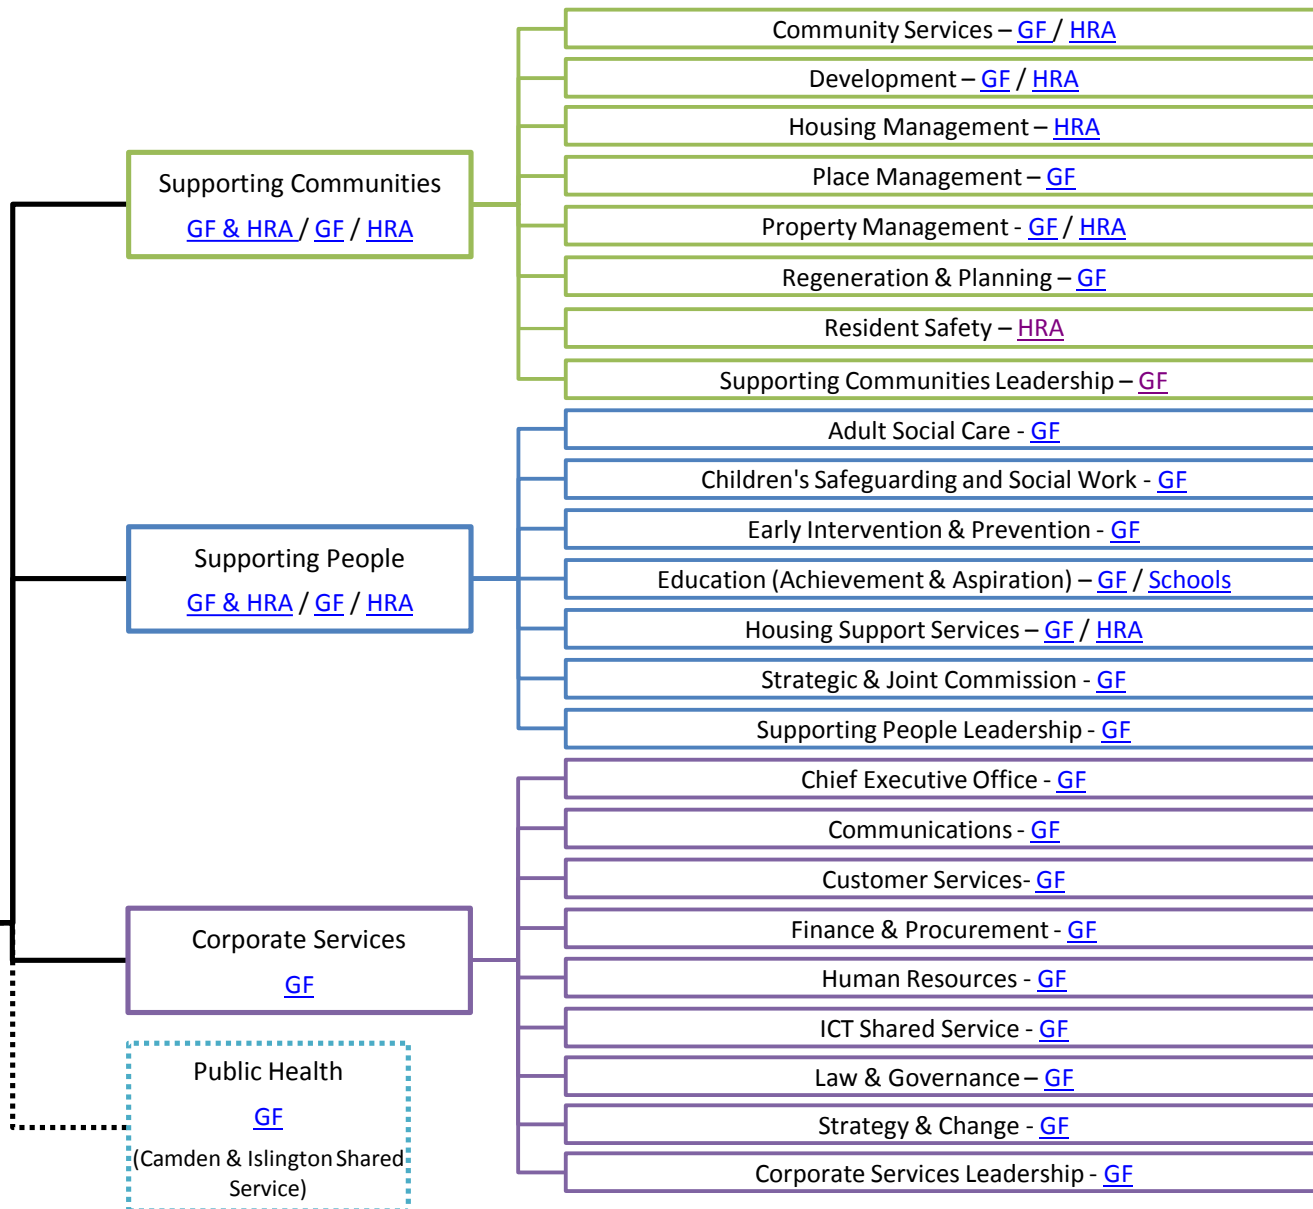 Supporting Communities
GF & HRA / GF / HRA
Community Services – GF / HRA
Development – GF / HRA
Housing Management – HRA
Place Management – GF
Property Management - GF / HRA
Regeneration & Planning – GF
Resident Safety – HRA
Supporting Communities Leadership – GF
Supporting People
GF & HRA / GF / HRA
Adult Social Care - GF
Children's Safeguarding and Social Work - GF
Early Intervention & Prevention - GF
Education (Achievement & Aspiration) – GF / Schools
Housing Support Services – GF / HRA
Strategic & Joint Commission - GF
Supporting People Leadership - GF
Corporate Services
GF
Chief Executive Office - GF
Communications - GF
Customer Services- GF
Finance & Procurement - GF
Human Resources - GF
ICT Shared Service - GF
Law & Governance – GF
Strategy & Change - GF
Corporate Services Leadership - GF
Public Health
GF
(Camden & Islington Shared
Service)